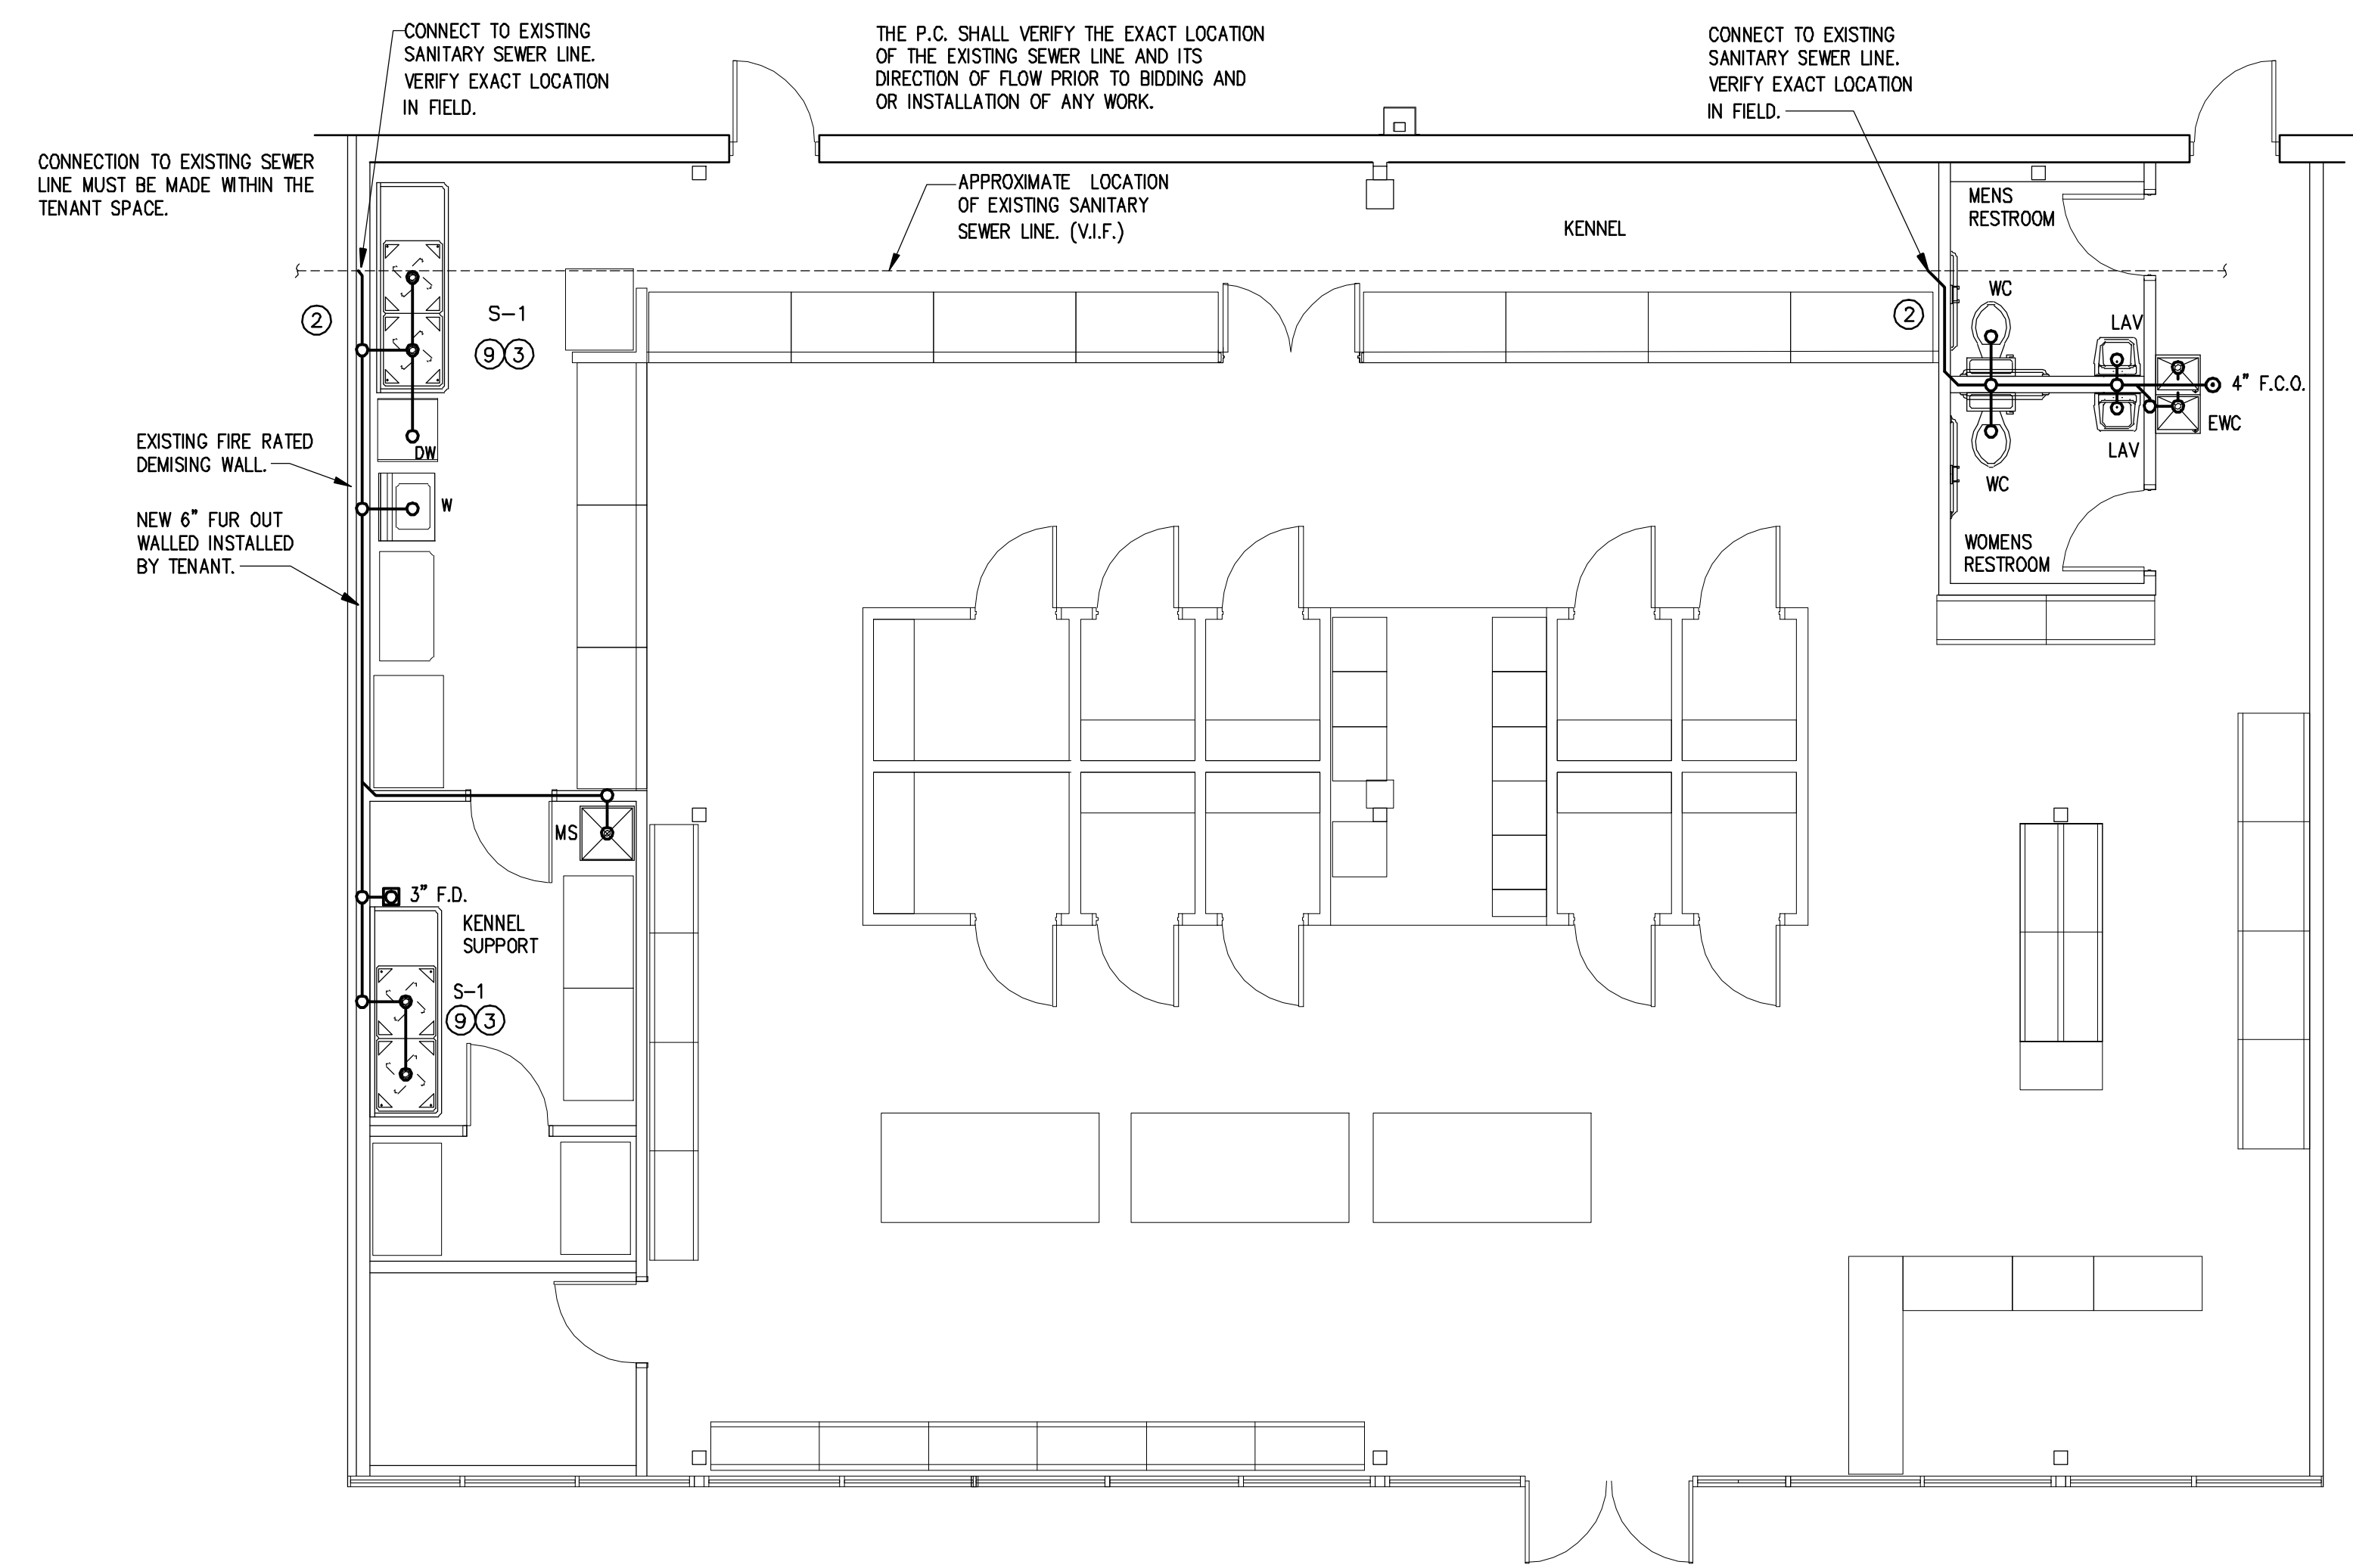 CONNECT TO EXISTING
SANITARY SEWER LINE.
VERIFY EXACT LOCATION
IN FIELD.
THE P.C. SHALL VERIFY THE EXACT LOCATION
OF THE EXISTING SEWER LINE AND ITS
DIRECTION OF FLOW PRIOR TO BIDDING AND
OR INSTALLATION OF ANY WORK.
CONNECT TO EXISTING
SANITARY SEWER LINE.
VERIFY EXACT LOCATION
IN FIELD.
CONNECTION TO EXISTING SEWER
LINE MUST BE MADE WITHIN THE
TENANT SPACE.
APPROXIMATE LOCATION
OF EXISTING SANITARY
SEWER LINE. (V.I.F.)
KENNEL
MENS
RESTROOM
2
S-1
9 3
2
WC
LAV
4" F.C.O.
EWC
LAV
WC
WOMENS
RESTROOM
DW
W
EXISTING FIRE RATED
DEMISING WALL.
NEW 6" FUR OUT
WALLED INSTALLED
BY TENANT.
MS
3" F.D.
KENNEL
SUPPORT
S-1
9 3